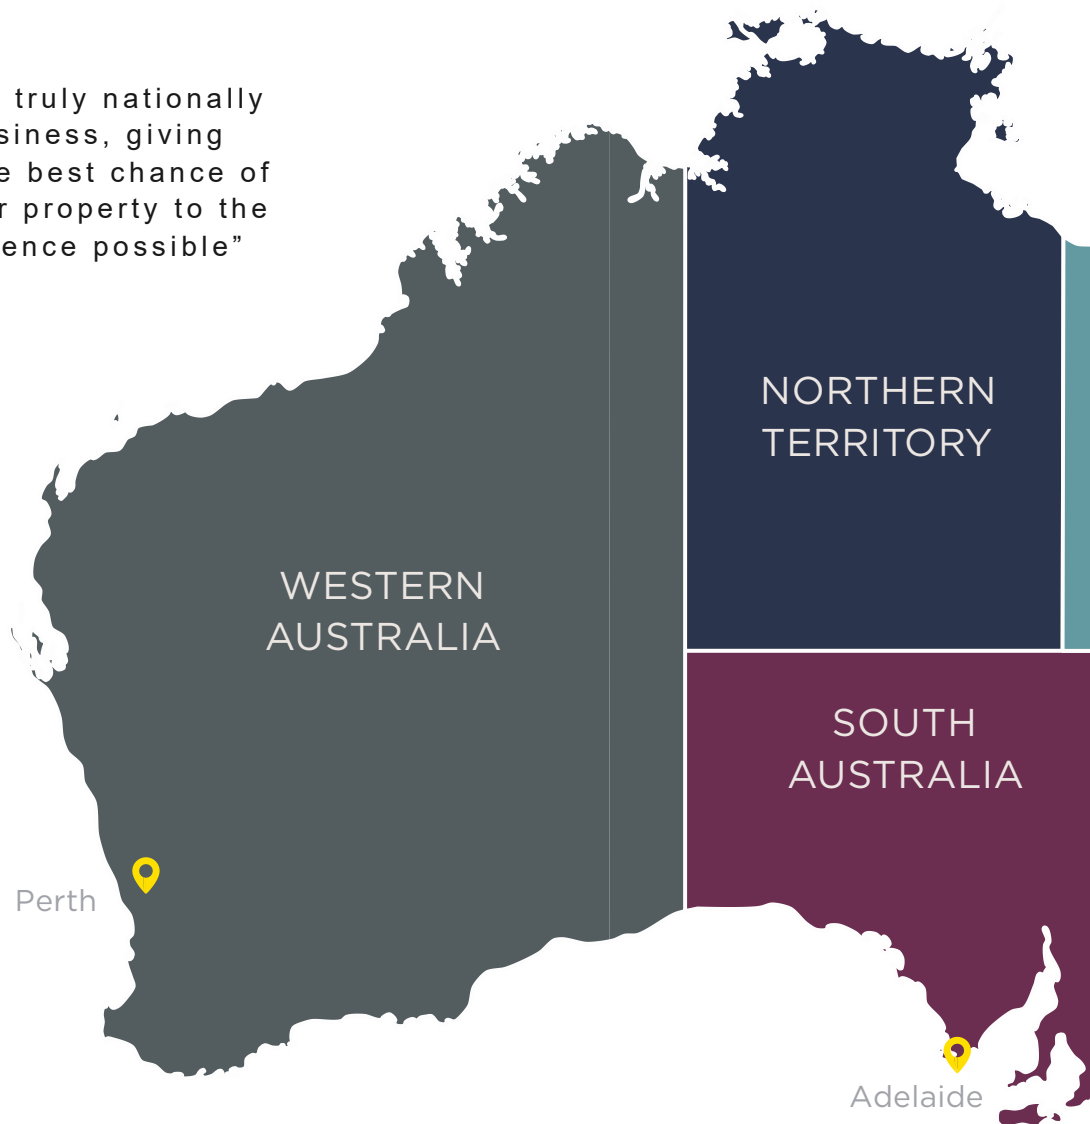 truly nationally
siness, giving
e best chance of
r property to the
ence possible”
NORTHERN
TERRITORY
WESTERN
AUSTRALIA
SOUTH
AUSTRALIA
Perth
Adelaide